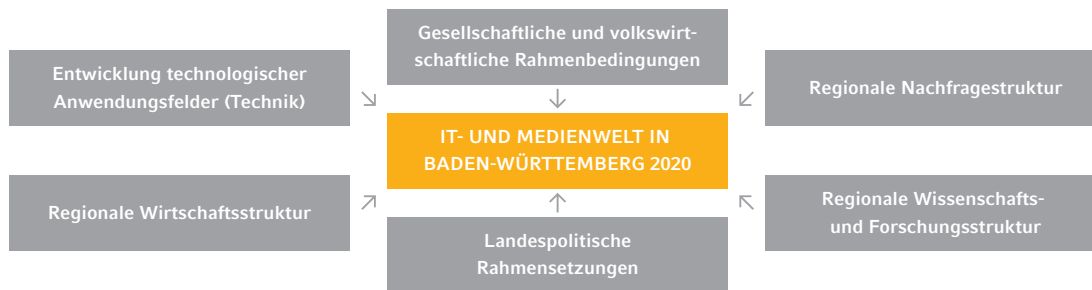 Gesellschaftliche und volkswirt-
schaftliche Rahmenbedingungen
Entwicklung technologischer
Anwendungsfelder (Technik)
Regionale Nachfragestruktur
IT- UND MEDIENWELT IN
BADEN-WÜRTTEMBERG 2020
Regionale Wirtschaftsstruktur
Regionale Wissenschafts-
und Forschungsstruktur
Landespolitische
Rahmensetzungen